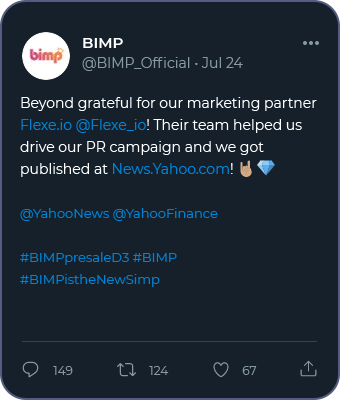 bimp
BIMP
@BIMP_Official · Jul 24
Beyond grateful for our marketing partner
Flexe.io @Flexe_io! Their team helped us
drive our PR campaign and we got
published at News.Yahoo.com! 🤘🏽💎
@YahooNews @YahooFinance
#BIMPpresaleD3 #BIMP
#BIMPistheNewSimp
149 124 67